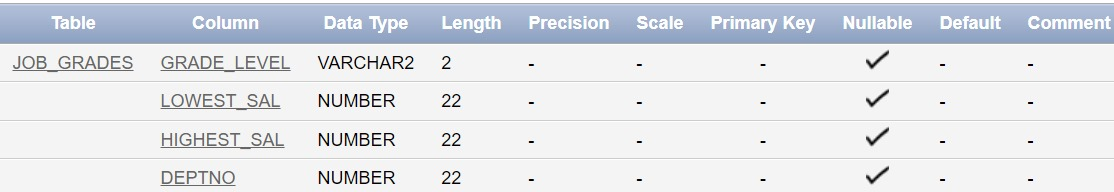 Table Column Data Type Length Precision Scale Primary Key Nullable Default Comment
JOB_GRADES GRADE_LEVEL VARCHAR2 2 - - - ✓ - -
LOWEST_SAL NUMBER 22 - - - ✓ - -
HIGHEST_SAL NUMBER 22 - - - ✓ - -
DEPTNO NUMBER 22 - - - ✓ - -